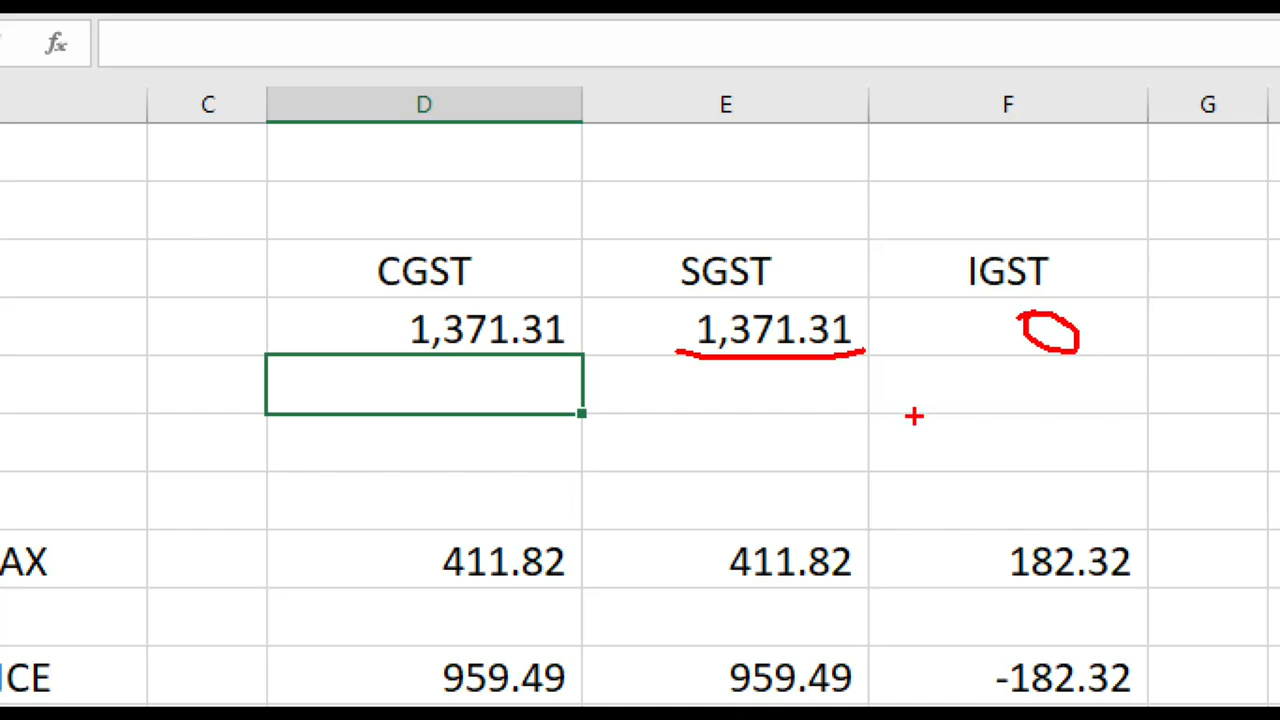 fx
C D E F G
CGST SGST IGST
1,371.31 1,371.31
AX 411.82 411.82 182.32
ICE 959.49 959.49 -182.32